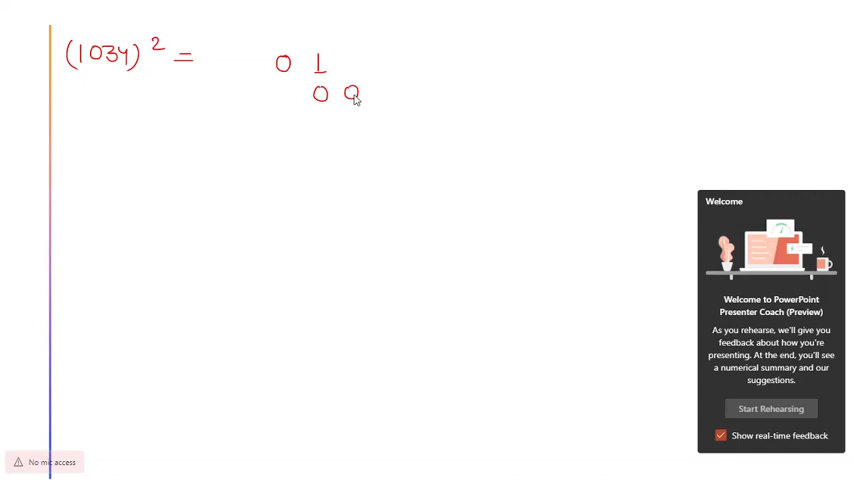 (1034)² =
0 1
0 0
Welcome
Welcome to PowerPoint
Presenter Coach (Preview)
As you rehearse, we'll give you
feedback about how you're
presenting. At the end, you'll see
a numerical summary and our
suggestions.
Start Rehearsing
Show real-time feedback
No mic access